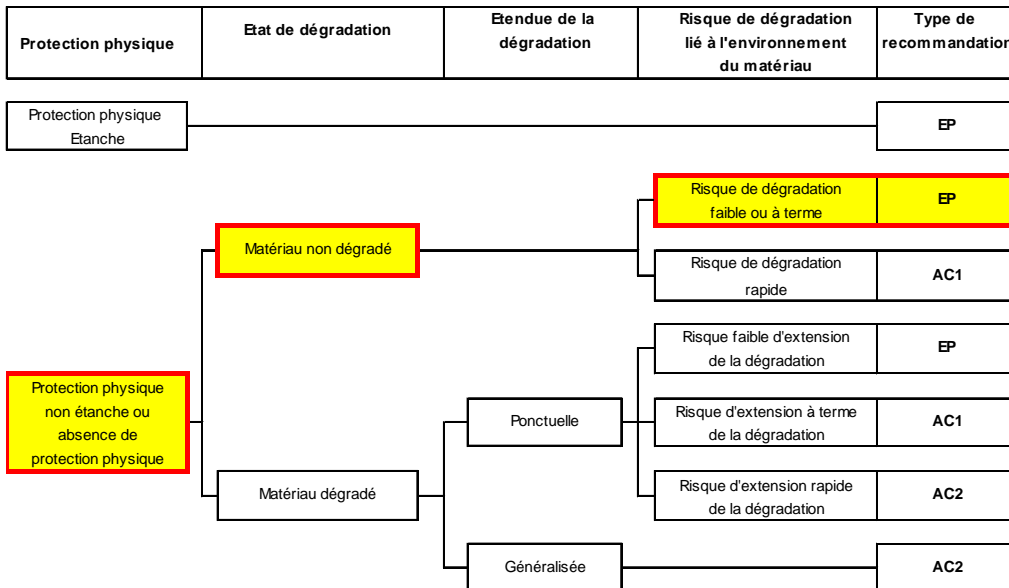 Protection physique
Etat de dégradation
Etendue de la
dégradation
Risque de dégradation
lié à l'environnement
du matériau
Type de
recommandation
Protection physique
Etanche
EP
Risque de dégradation
faible ou à terme
EP
Matériau non dégradé
Risque de dégradation
rapide
AC1
Risque faible d'extension
de la dégradation
EP
Protection physique
non étanche ou
absence de
protection physique
Ponctuelle
Risque d'extension à terme
de la dégradation
AC1
Matériau dégradé
Risque d'extension rapide
de la dégradation
AC2
Généralisée
AC2